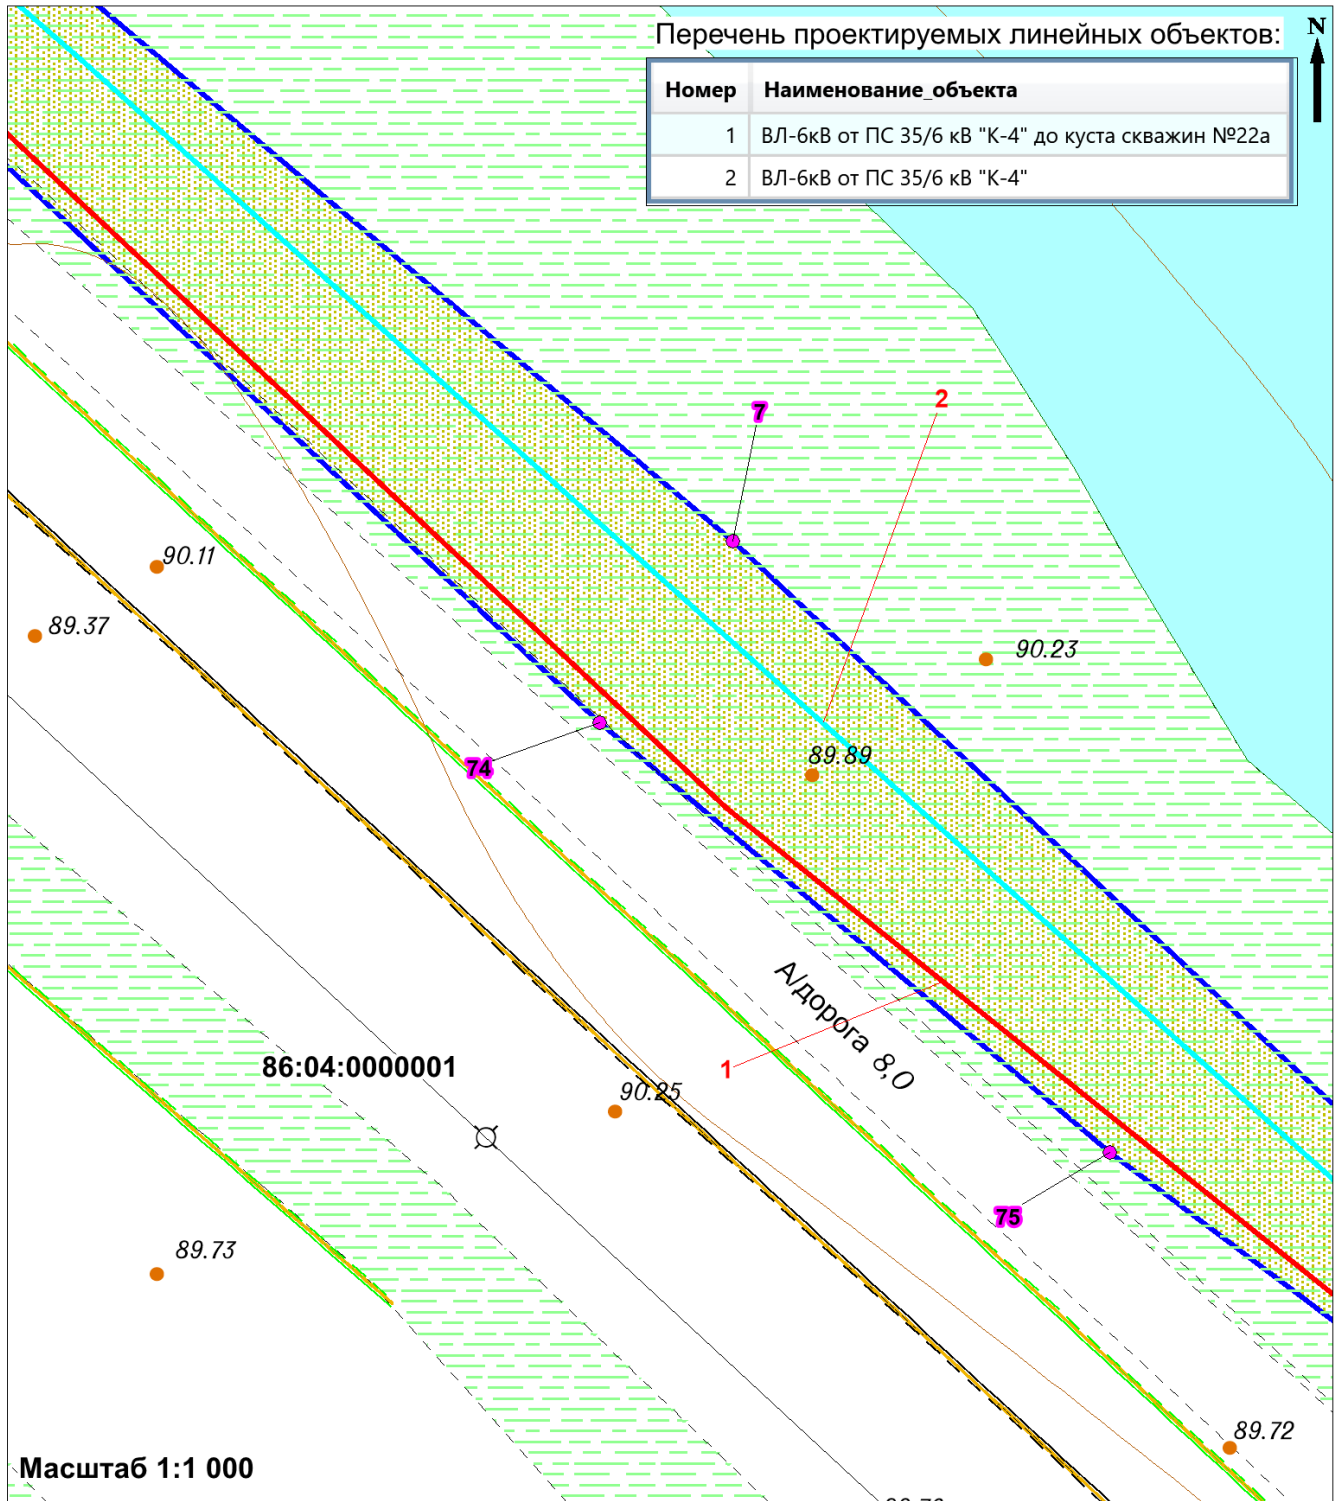 Перечень проектируемых линейных объектов:
N
Номер Наименование_объекта
1 ВЛ-6кВ от ПС 35/6 кВ "К-4" до куста скважин №22а
2 ВЛ-6кВ от ПС 35/6 кВ "К-4"
2
7
90.11
89.37
90.23
89.89
74
А/дорога 8,0
86:04:0000001
1
90.25
75
89.73
89.72
Масштаб 1:1 000